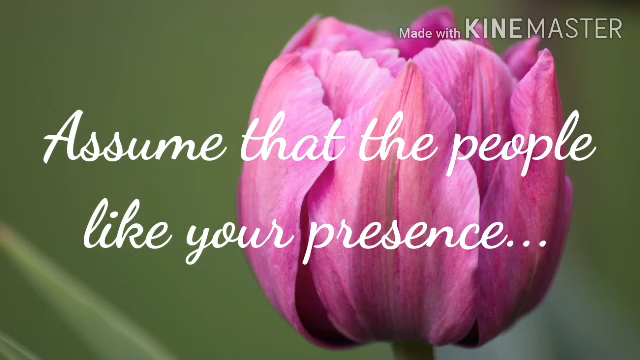 Made with KINEMASTER
Assume that the people
like your presence...